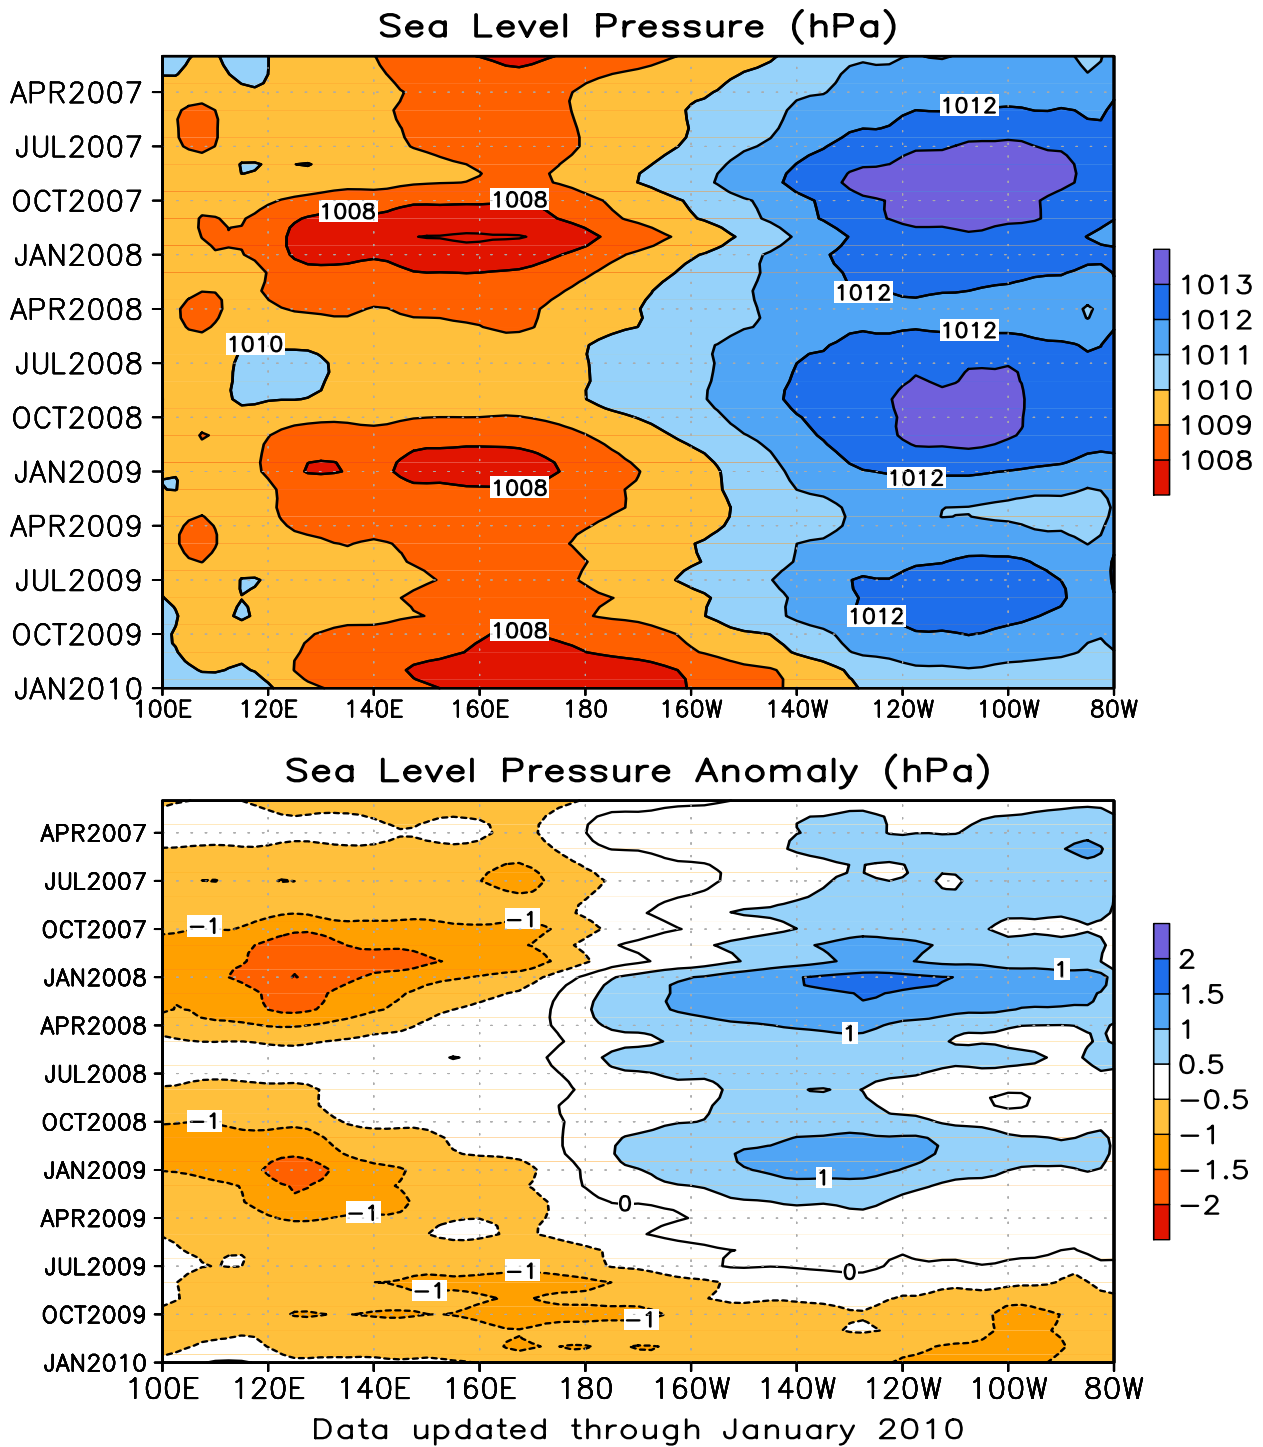 Sea Level Pressure (hPa)
APR2007
JUL2007
OCT2007
JAN2008
APR2008
JUL2008
OCT2008
JAN2009
APR2009
JUL2009
OCT2009
JAN2010
1012
1008
1008
1012
1012
1010
1012
1008
1012
1008
100E 120E 140E 160E 180 160W 140W 120W 100W 80W
1013
1012
1011
1010
1009
1008
Sea Level Pressure Anomaly (hPa)
APR2007
JUL2007
OCT2007
JAN2008
APR2008
JUL2008
OCT2008
JAN2009
APR2009
JUL2009
OCT2009
JAN2010
−1
−1
1
1
−1
1
0
−1
−1
0
−1
−1
100E 120E 140E 160E 180 160W 140W 120W 100W 80W
2
1.5
1
0.5
−0.5
−1
−1.5
−2
Data updated through January 2010